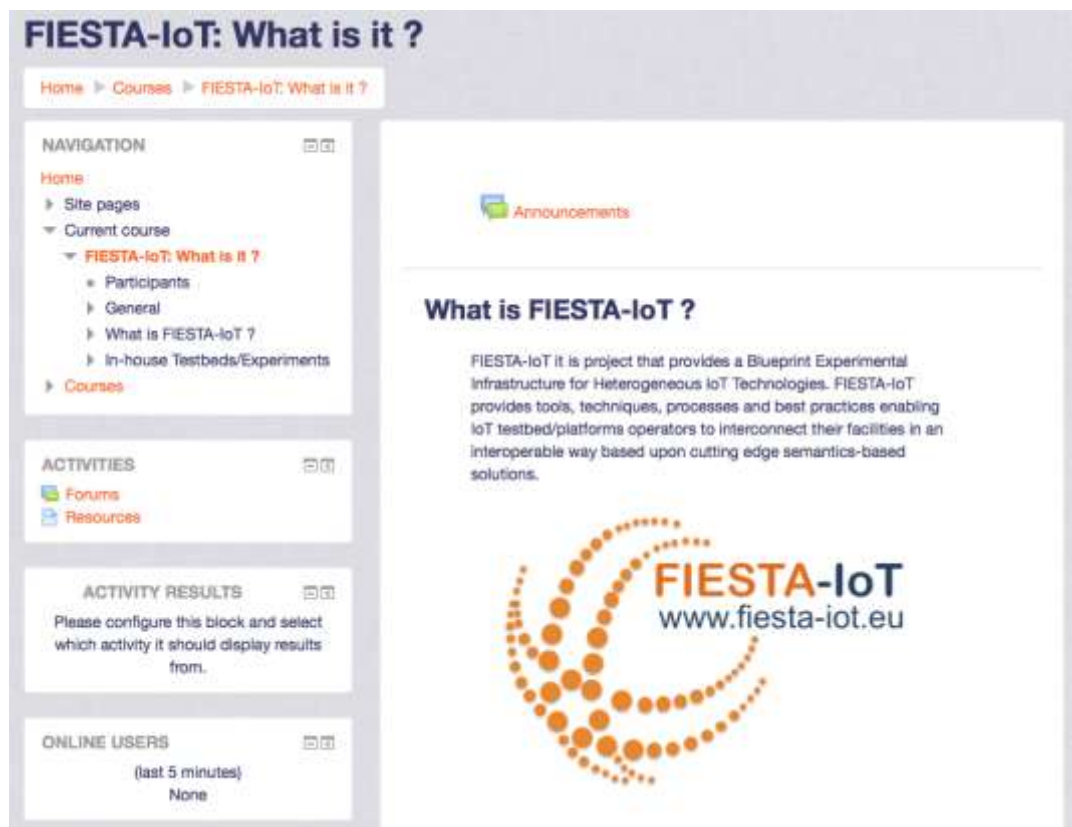 FIESTA-IoT: What is it ?
Home Courses FIESTA-IoT: What is it ?
NAVIGATION
Home
Site pages
Current course
FIESTA-IoT: What is it ?
Participants
General
What is FIESTA-IoT ?
In-house Testbeds/Experiments
Courses
ACTIVITIES
Forums
Resources
ACTIVITY RESULTS
Please configure this block and select
which activity it should display results
from.
ONLINE USERS
(last 5 minutes)
None
Announcements
What is FIESTA-IoT ?
FIESTA-IoT it is project that provides a Blueprint Experimental
Infrastructure for Heterogeneous IoT Technologies. FIESTA-IoT
provides tools, techniques, processes and best practices enabling
IoT testbed/platforms operators to interconnect their facilities in an
interoperable way based upon cutting edge semantics-based
solutions.
FIESTA-IoT
www.fiesta-iot.eu